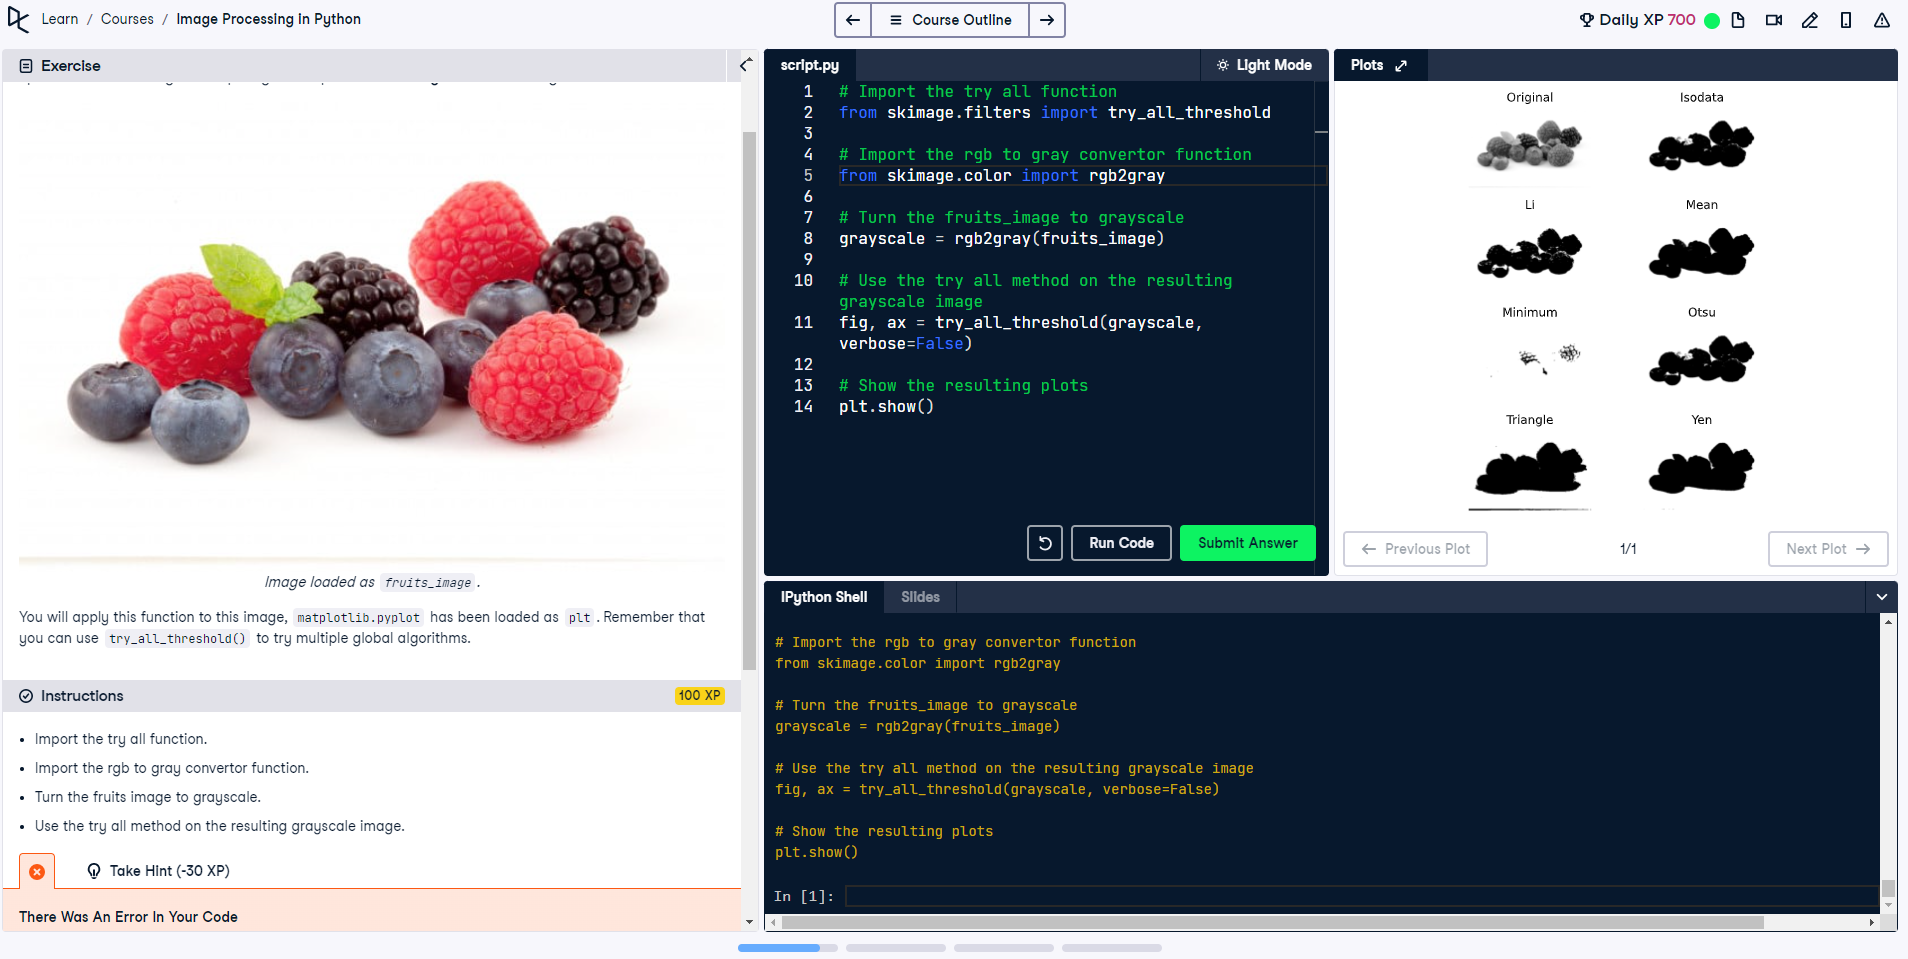 Learn / Courses / Image Processing in Python
Course Outline
Daily XP 700
Exercise
Image loaded as fruits_image.
You will apply this function to this image, matplotlib.pyplot has been loaded as plt. Remember that
you can use try_all_threshold() to try multiple global algorithms.
Instructions
100 XP
• Import the try all function.
• Import the rgb to gray convertor function.
• Turn the fruits image to grayscale.
• Use the try all method on the resulting grayscale image.
Take Hint (-30 XP)
There Was An Error In Your Code
script.py
Light Mode
1 # Import the try all function
2 from skimage.filters import try_all_threshold
3
4 # Import the rgb to gray convertor function
5 from skimage.color import rgb2gray
6
7 # Turn the fruits_image to grayscale
8 grayscale = rgb2gray(fruits_image)
9
10 # Use the try all method on the resulting
grayscale image
11 fig, ax = try_all_threshold(grayscale,
verbose=False)
12
13 # Show the resulting plots
14 plt.show()
Run Code
Submit Answer
Plots
Original
Isodata
Li
Mean
Minimum
Otsu
Triangle
Yen
Previous Plot
1/1
Next Plot
IPython Shell
Slides
# Import the rgb to gray convertor function
from skimage.color import rgb2gray
# Turn the fruits_image to grayscale
grayscale = rgb2gray(fruits_image)
# Use the try all method on the resulting grayscale image
fig, ax = try_all_threshold(grayscale, verbose=False)
# Show the resulting plots
plt.show()
In [1]: